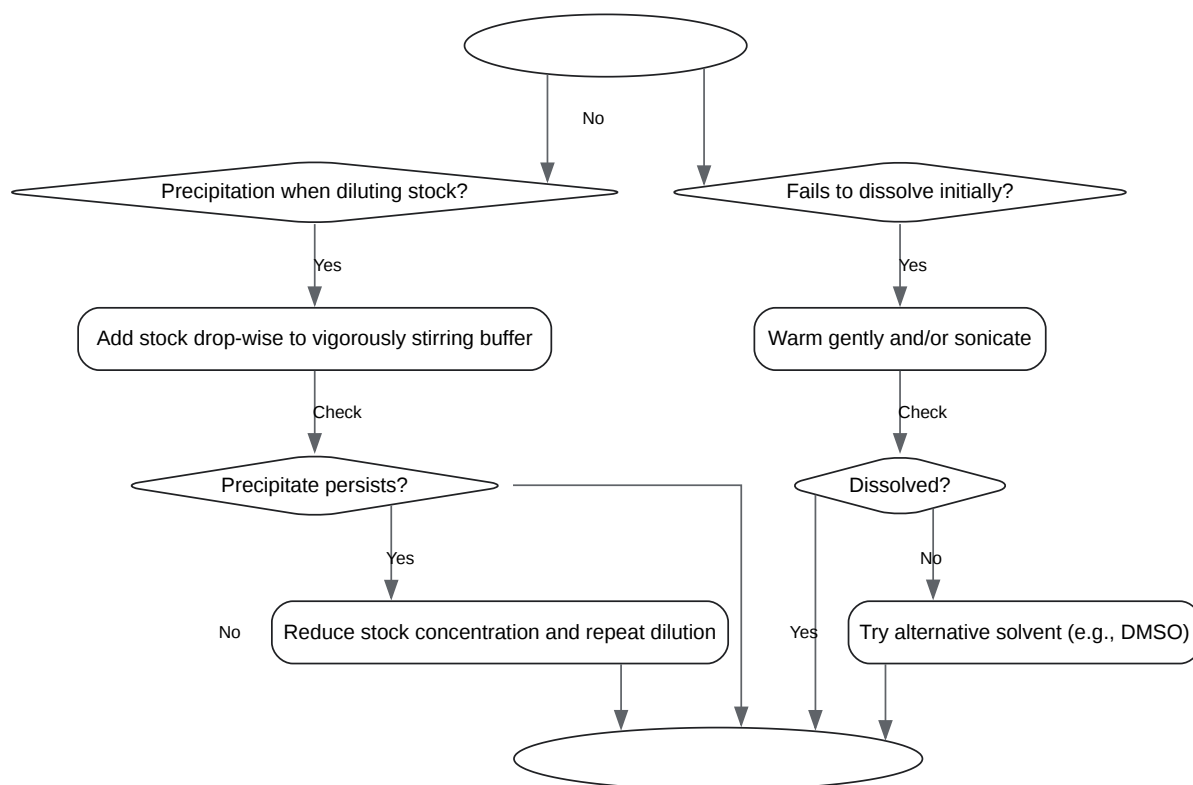 No
Precipitation when diluting stock?
Fails to dissolve initially?
Yes
Yes
Add stock drop-wise to vigorously stirring buffer
Warm gently and/or sonicate
Check
Check
Precipitate persists?
Dissolved?
Yes
No
No
Reduce stock concentration and repeat dilution
Yes
Try alternative solvent (e.g., DMSO)